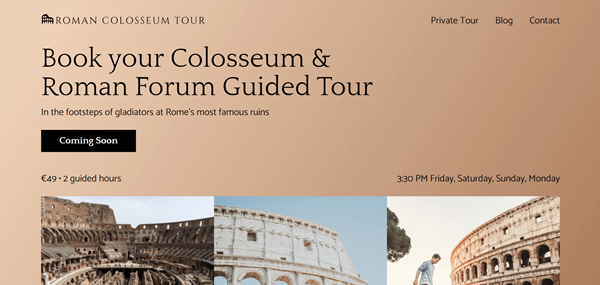 ROMAN COLOSSEUM TOUR
Private Tour Blog Contact
Book your Colosseum &
Roman Forum Guided Tour
In the footsteps of gladiators at Rome's most famous ruins
Coming Soon
€49 • 2 guided hours
3:30 PM Friday, Saturday, Sunday, Monday